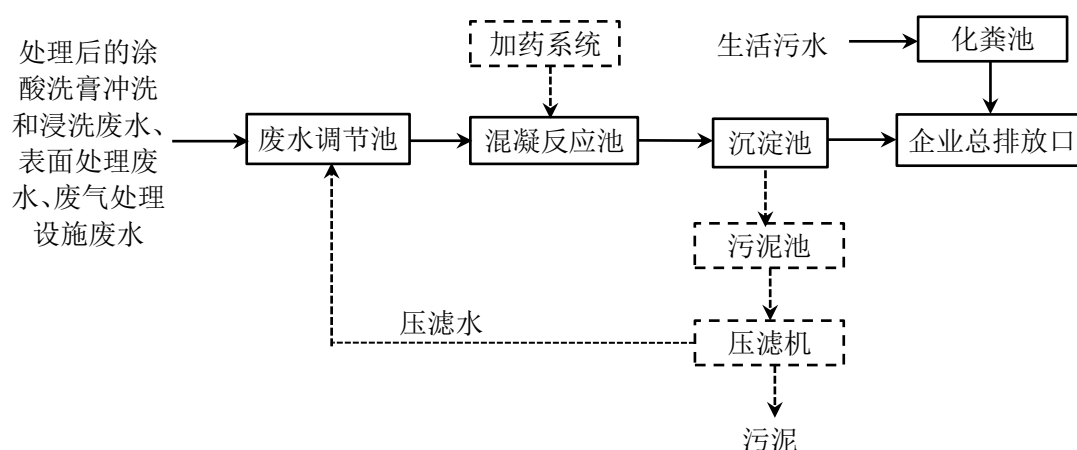 处理后的涂
酸洗膏冲洗
和浸洗废水、
表面处理废
水、废气处理
设施废水
加药系统
生活污水
化粪池
废水调节池
混凝反应池
沉淀池
企业总排放口
污泥池
压滤水
压滤机
污泥